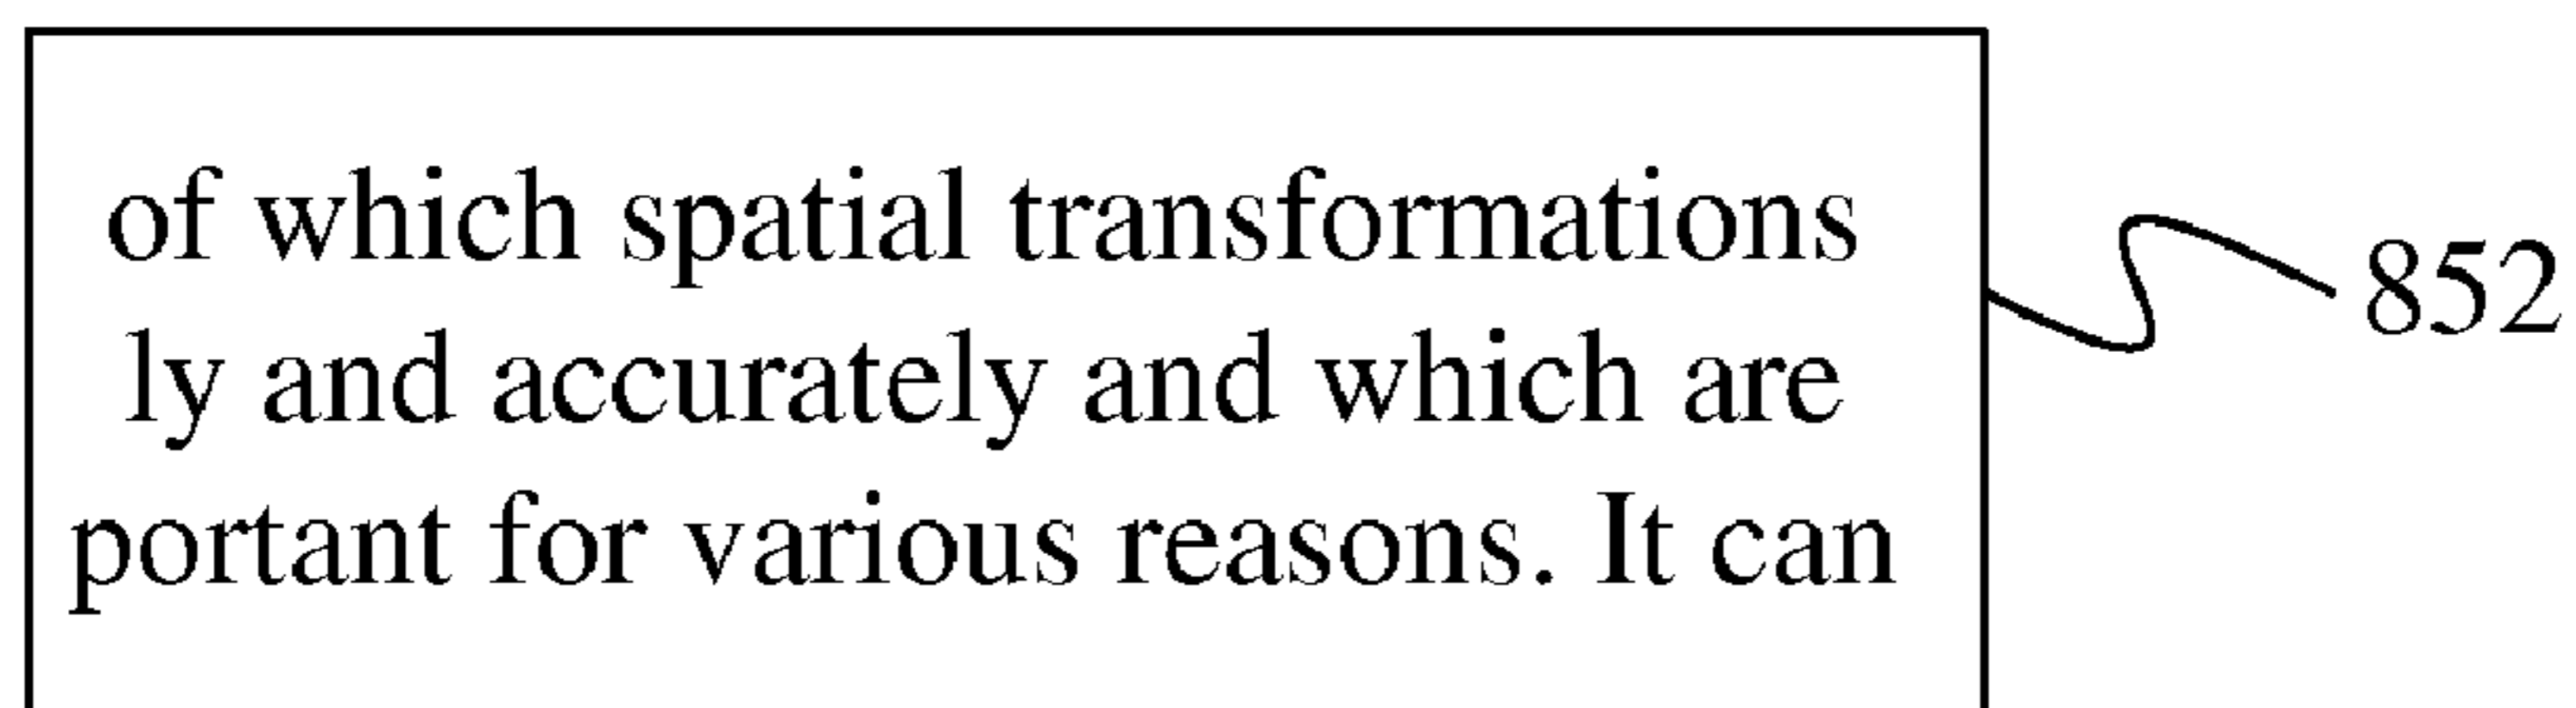 of which spatial transformations
ly and accurately and which are
portant for various reasons. It can
852